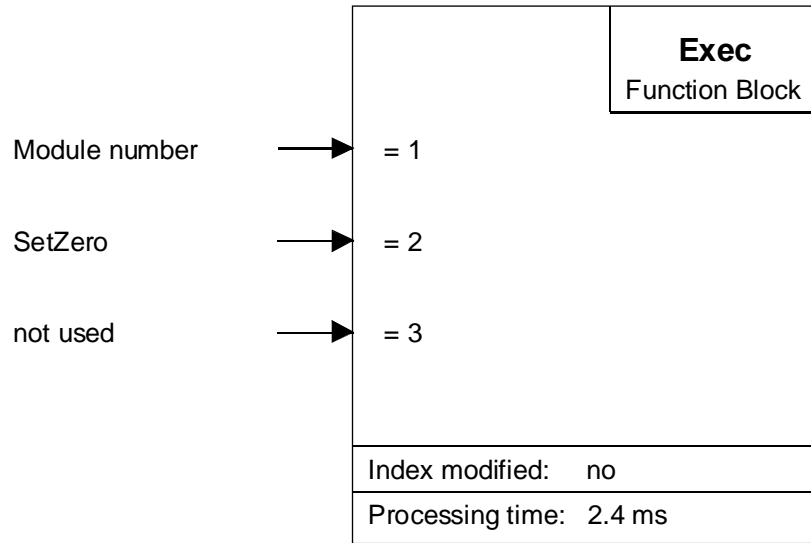 Exec
Function Block
Module number = 1
SetZero = 2
not used = 3
Index modified: no
Processing time: 2.4 ms